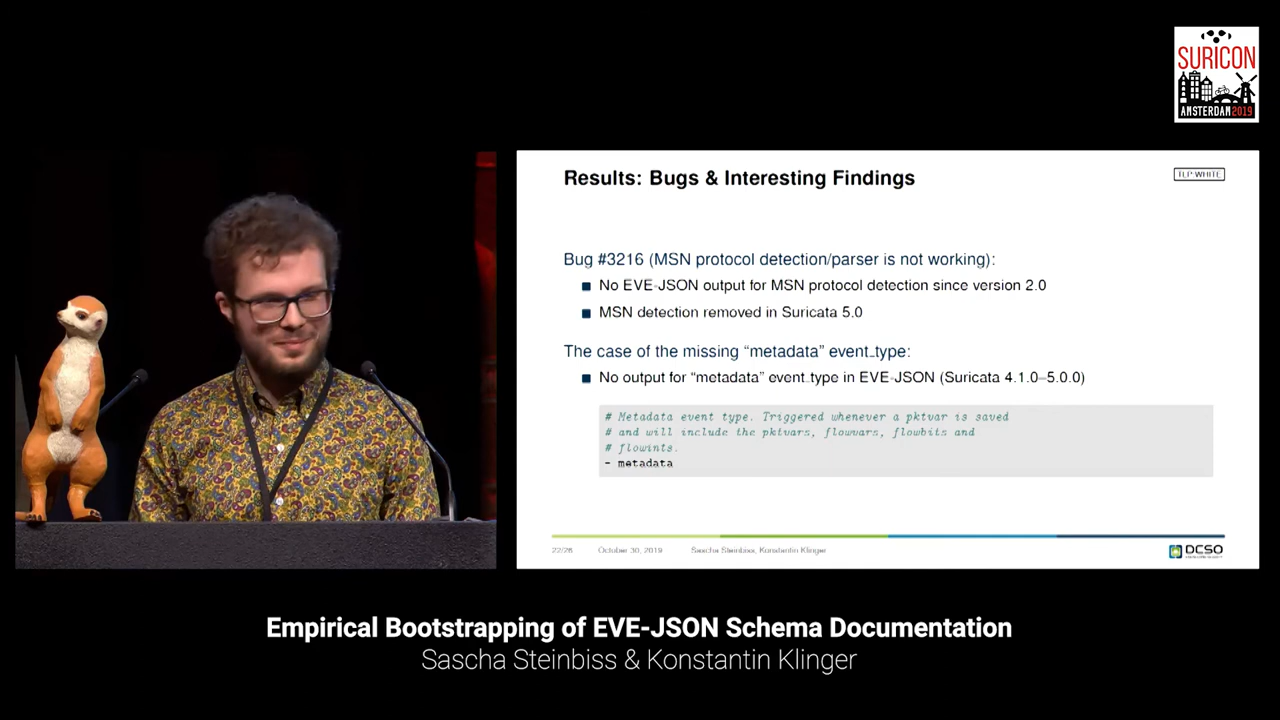 SURICON
AMSTERDAM2019
Results: Bugs & Interesting Findings
TLP WHITE
Bug #3216 (MSN protocol detection/parser is not working):
No EVE-JSON output for MSN protocol detection since version 2.0
MSN detection removed in Suricata 5.0
The case of the missing “metadata” event_type:
No output for “metadata” event_type in EVE-JSON (Suricata 4.1.0–5.0.0)
# Metadata event type. Triggered whenever a pktvar is saved
# and will include the pktvars, flowvars, flowbits and
# flowints.
- metadata
22/26 October 30, 2019 Sascha Steinbiss, Konstantin Klinger
DCSO
Empirical Bootstrapping of EVE-JSON Schema Documentation
Sascha Steinbiss & Konstantin Klinger